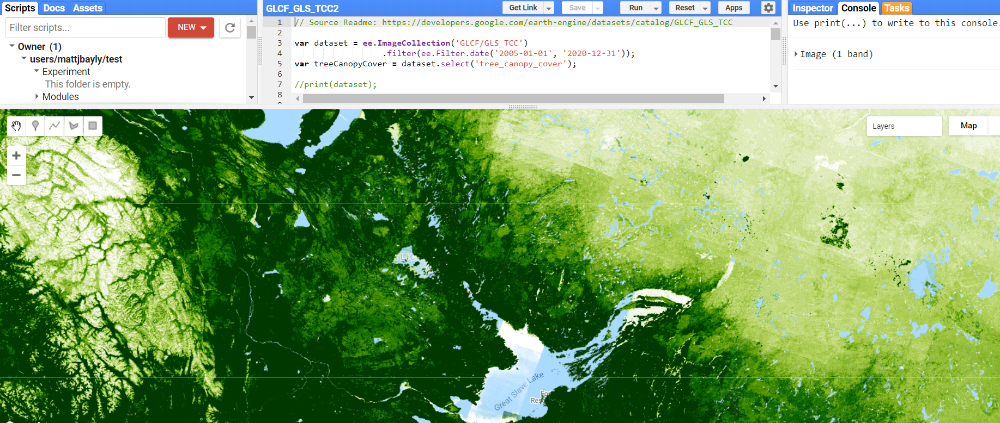 Scripts Docs Assets
Filter scripts...
NEW
Owner (1)
users/mattjbayly/test
Experiment
This folder is empty.
Modules
GLCF_GLS_TCC2
Get Link Save Run Reset Apps
1 // Source Readme: https://developers.google.com/earth-engine/datasets/catalog/GLCF_GLS_TCC
2
3 var dataset = ee.ImageCollection('GLCF/GLS_TCC')
4 .filter(ee.Filter.date('2005-01-01', '2020-12-31'));
5 var treeCanopyCover = dataset.select('tree_canopy_cover');
6
7 //print(dataset);
8
Inspector Console Tasks
Use print(...) to write to this console.
Image (1 band)
+
−
Layers
Map
Great Slave Lake